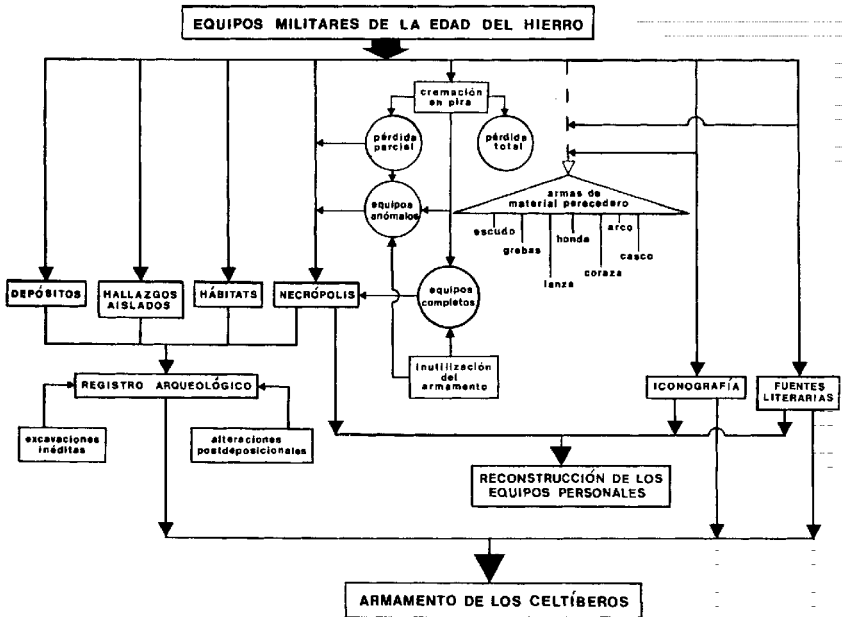 EQUIPOS MILITARES DE LA EDAD DEL HIERRO
cremación
en pira
pérdida
parcial
pérdida
total
equipos
anómalos
armas de
material perecedero
escudo
grebas
lanza
honda
coraza
arco
casco
DEPÓSITOS
HALLAZGOS
AISLADOS
HÁBITATS
NECRÓPOLIS
equipos
completos
inutilización
del
armamento
REGISTRO ARQUEOLÓGICO
ICONOGRAFÍA
FUENTES
LITERARIAS
excavaciones
inéditas
alteraciones
postdeposicionales
RECONSTRUCCIÓN DE LOS
EQUIPOS PERSONALES
ARMAMENTO DE LOS CELTÍBEROS